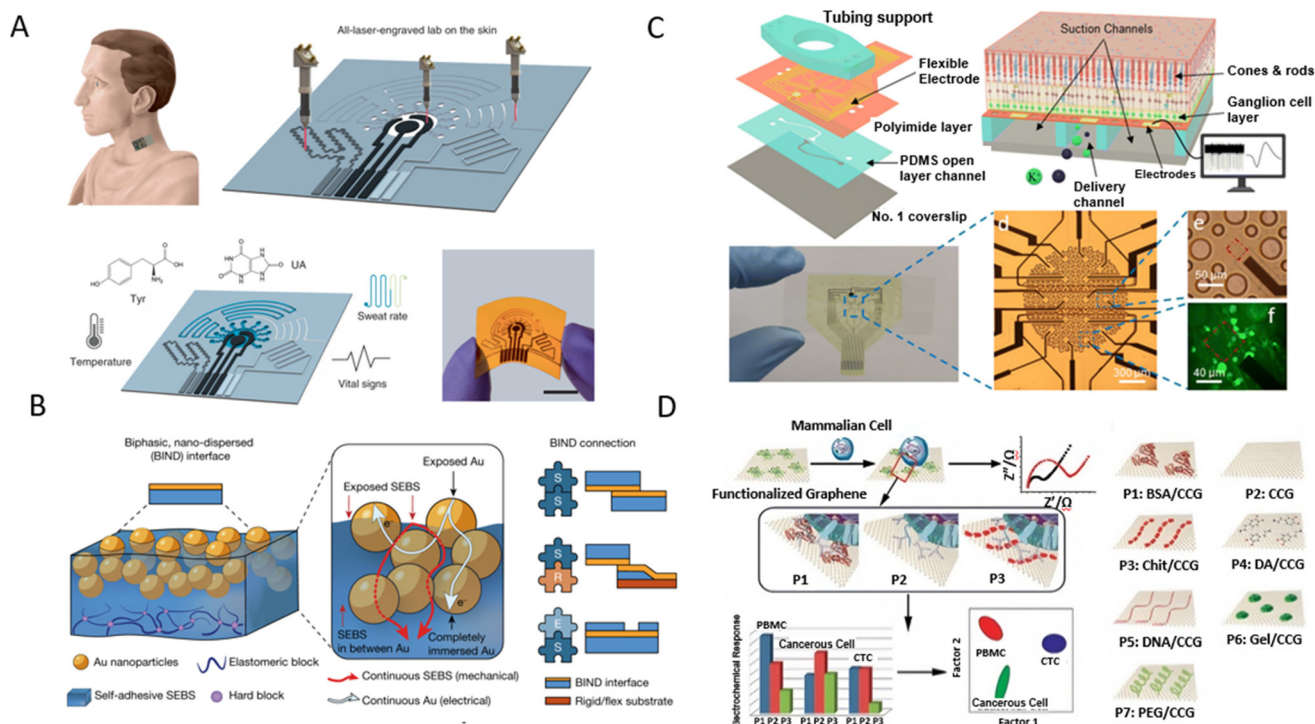 A
All-laser-engraved lab on the skin
Tyr
UA
Sweat rate
Temperature
Vital signs
OH
NH₂
HO
B
Biphasic, nano-dispersed
(BIND) interface
Exposed Au
Exposed SEBS
e⁻
e⁻
SEBS
in between Au
Completely
immersed Au
Au nanoparticles
Elastomeric block
Self-adhesive SEBS
Hard block
Continuous SEBS (mechanical)
Continuous Au (electrical)
BIND connection
S
S
S
R
E
E
BIND interface
Rigid/flex substrate
C
Tubing support
Flexible
Electrode
Polyimide layer
PDMS open
layer channel
No. 1 coverslip
Suction Channels
Cones & rods
Ganglion cell
layer
Electrodes
Delivery
channel
K⁺
d
300 µm
e
50 µm
f
40 µm
D
Mammalian Cell
Functionalized Graphene
Z''/Ω
Z'/Ω
P1
P2
P3
Electrochemical Response
PBMC
Cancerous Cell
CTC
P1 P2 P3
P1 P2 P3
P1 P2 P3
Factor 2
PBMC
CTC
Cancerous Cell
Factor 1
P1: BSA/CCG
P2: CCG
P3: Chit/CCG
P4: DA/CCG
P5: DNA/CCG
P6: Gel/CCG
P7: PEG/CCG